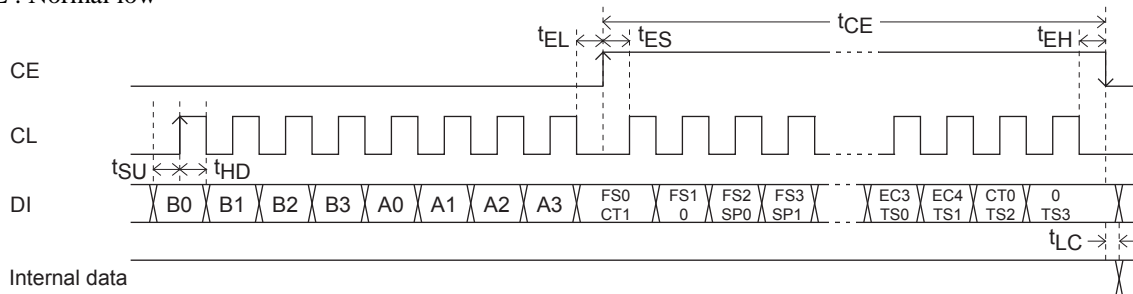 : Normal low
tCE
tEL tES tEH
CE
CL
tSU tHD
DI B0 B1 B2 B3 A0 A1 A2 A3 FS0 FS1 FS2 FS3 EC3 EC4 CT0 0
CT1 0 SP0 SP1 TS0 TS1 TS2 TS3
tLC
Internal data